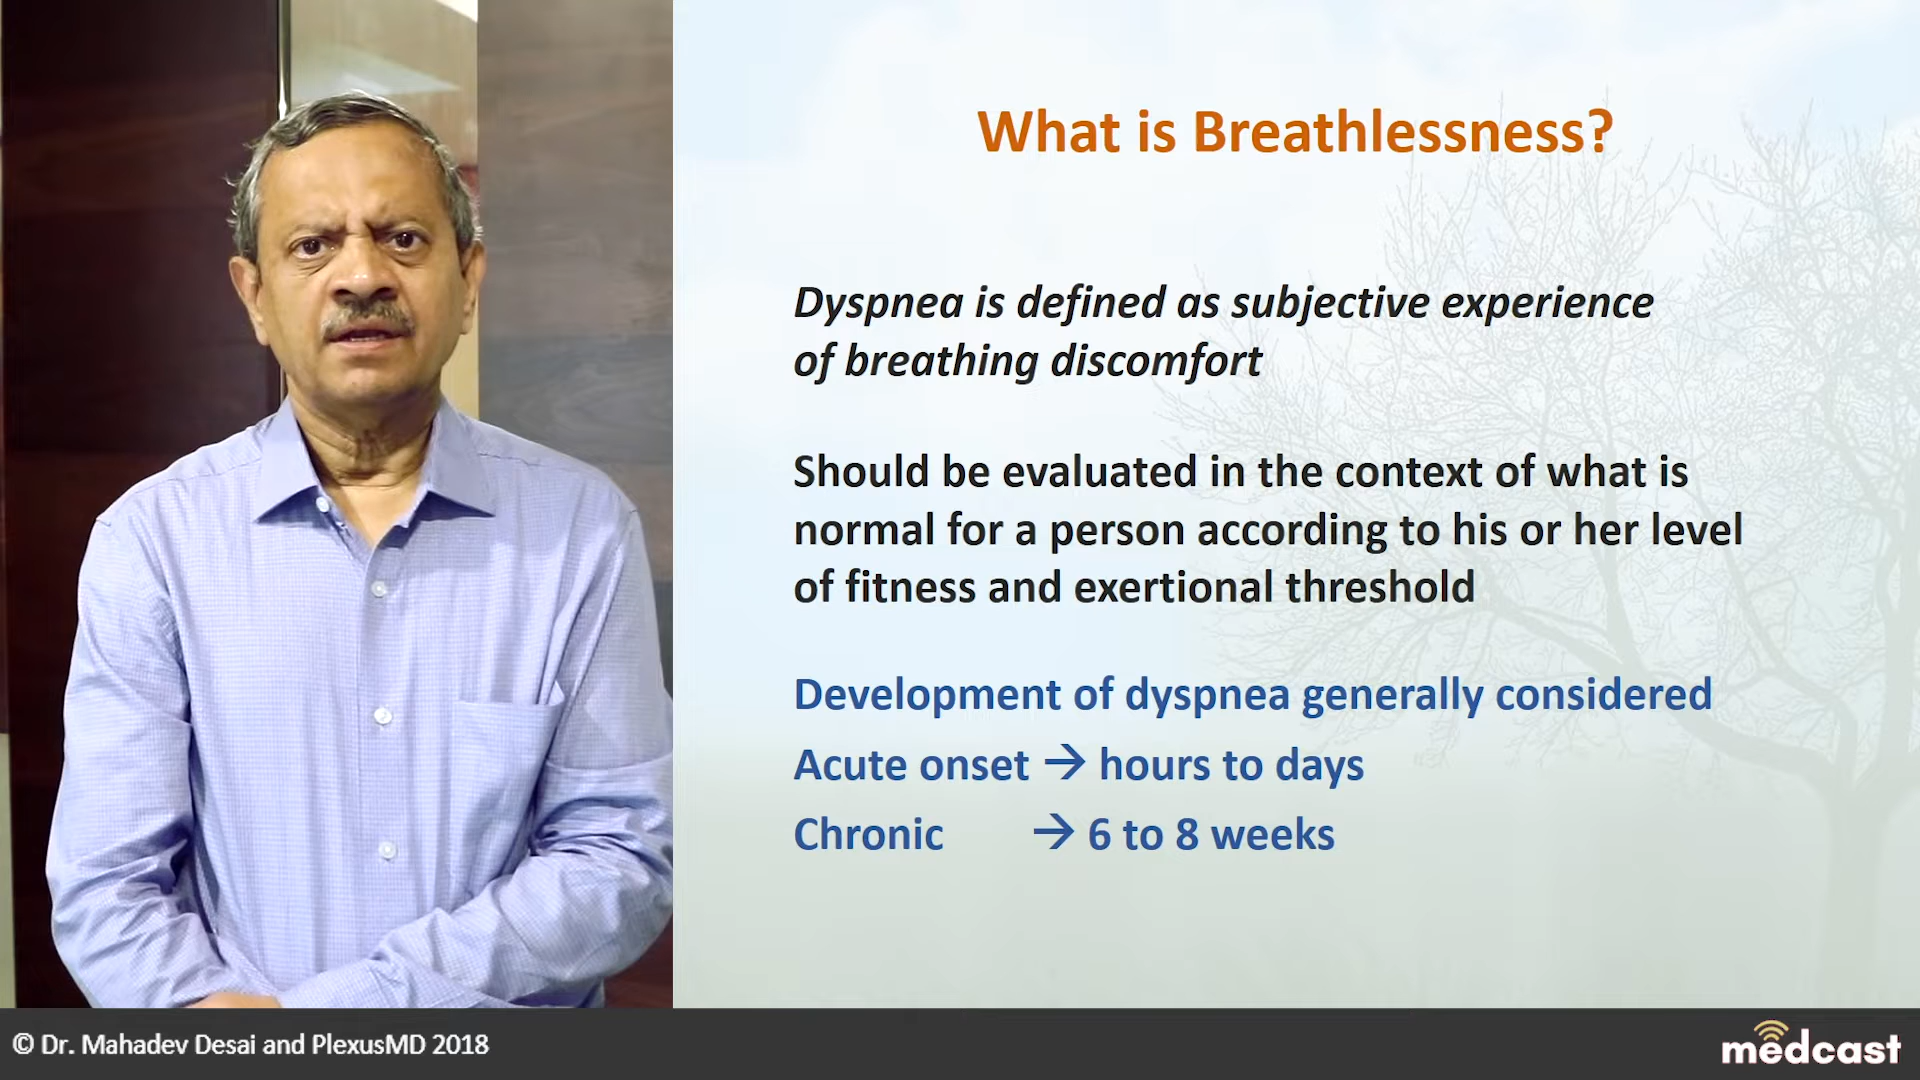 What is Breathlessness?
Dyspnea is defined as subjective experience
of breathing discomfort
Should be evaluated in the context of what is
normal for a person according to his or her level
of fitness and exertional threshold
Development of dyspnea generally considered
Acute onset → hours to days
Chronic → 6 to 8 weeks
© Dr. Mahadev Desai and PlexusMD 2018
medcast